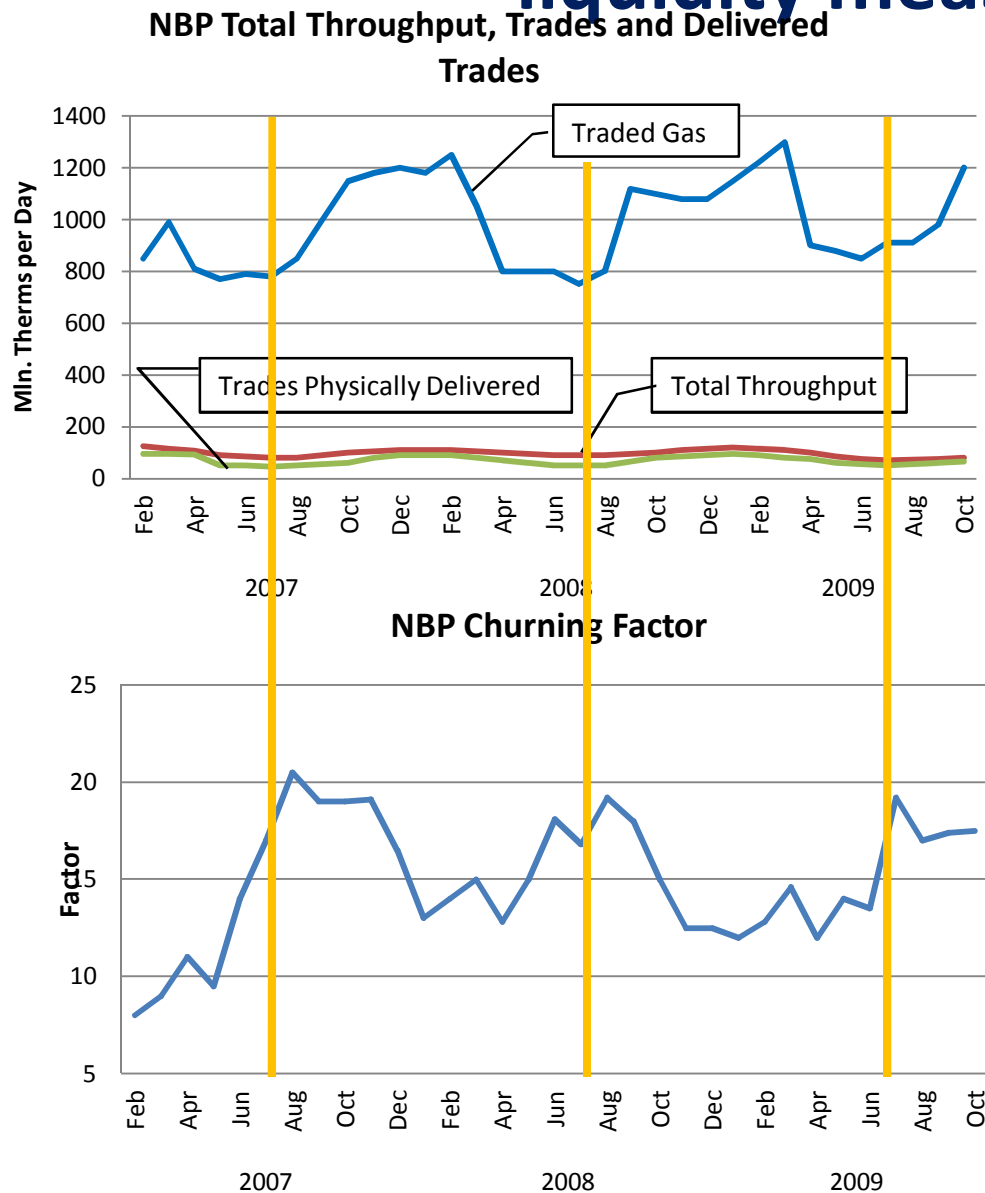 NBP Total Throughput, Trades and Delivered
Trades
1400
1200
1000
800
600
400
200
0
Mln. Therms per Day
Traded Gas
Trades Physically Delivered
Total Throughput
Feb Apr Jun Aug Oct Dec Feb Apr Jun Aug Oct Dec Feb Apr Jun Aug Oct
2007 2008 2009
NBP Churning Factor
25
20
15
10
5
Factor
Feb Apr Jun Aug Oct Dec Feb Apr Jun Aug Oct Dec Feb Apr Jun Aug Oct
2007 2008 2009